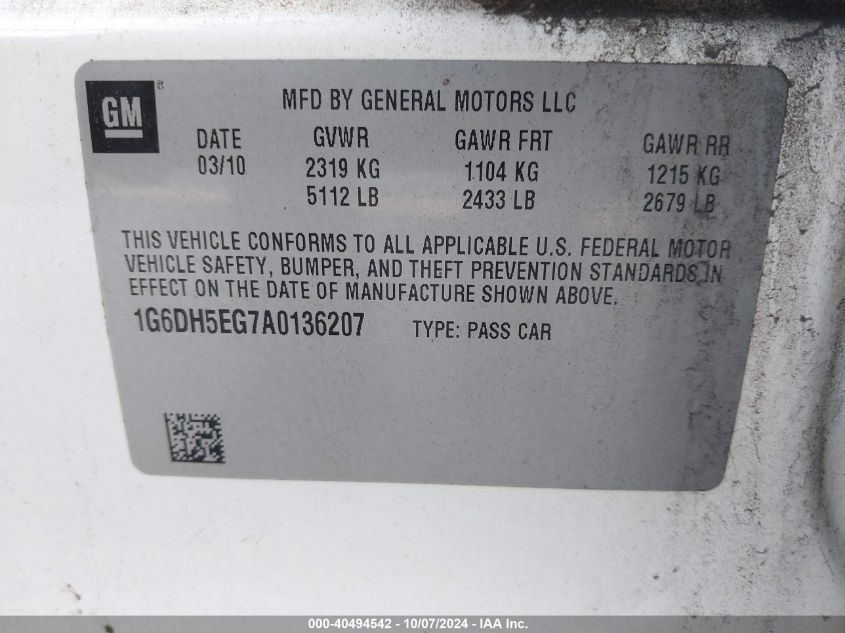 GM ®
MFD BY GENERAL MOTORS LLC
DATE GVWR GAWR FRT GAWR RR
03/10 2319 KG 1104 KG 1215 KG
5112 LB 2433 LB 2679 LB
THIS VEHICLE CONFORMS TO ALL APPLICABLE U.S. FEDERAL MOTOR
VEHICLE SAFETY, BUMPER, AND THEFT PREVENTION STANDARDS IN
EFFECT ON THE DATE OF MANUFACTURE SHOWN ABOVE.
1G6DH5EG7A0136207 TYPE: PASS CAR
000-40494542 - 10/07/2024 - IAA Inc.